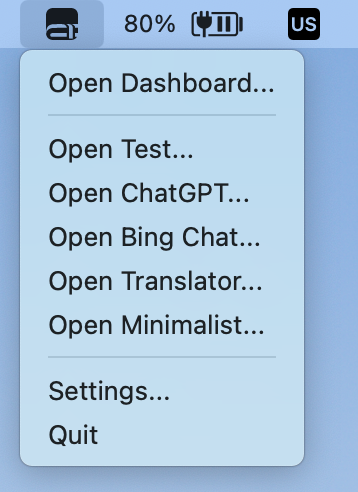 80%
US
Open Dashboard...
Open Test...
Open ChatGPT...
Open Bing Chat...
Open Translator...
Open Minimalist...
Settings...
Quit